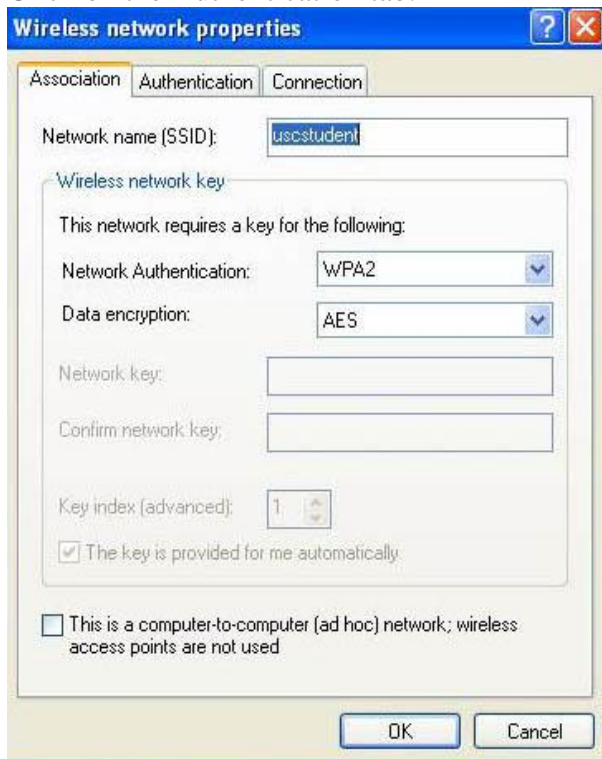 Wireless network properties
Association
Authentication
Connection
Network name (SSID):
uscstudent
Wireless network key
This network requires a key for the following:
Network Authentication:
WPA2
Data encryption:
AES
Network key:
Confirm network key:
Key index (advanced):
1
The key is provided for me automatically
This is a computer-to-computer (ad hoc) network; wireless
access points are not used
OK
Cancel